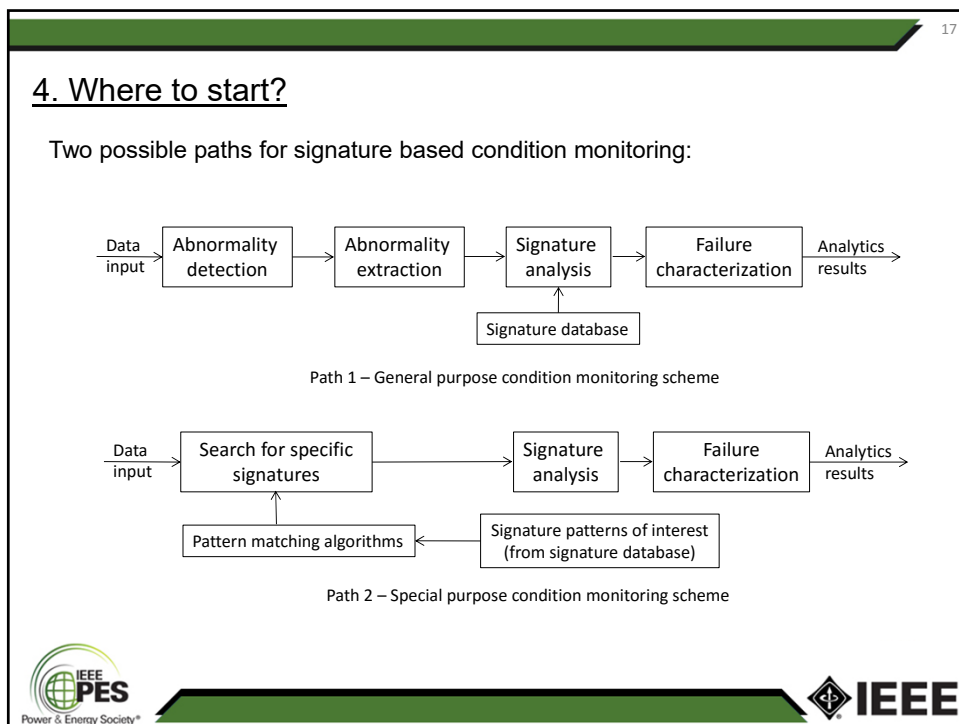 17
4. Where to start?
Two possible paths for signature based condition monitoring:
Data
input
Abnormality
detection
Abnormality
extraction
Signature
analysis
Failure
characterization
Analytics
results
Signature database
Path 1 – General purpose condition monitoring scheme
Data
input
Search for specific
signatures
Signature
analysis
Failure
characterization
Analytics
results
Pattern matching algorithms
Signature patterns of interest
(from signature database)
Path 2 – Special purpose condition monitoring scheme
IEEE
PES
Power & Energy Society®
IEEE